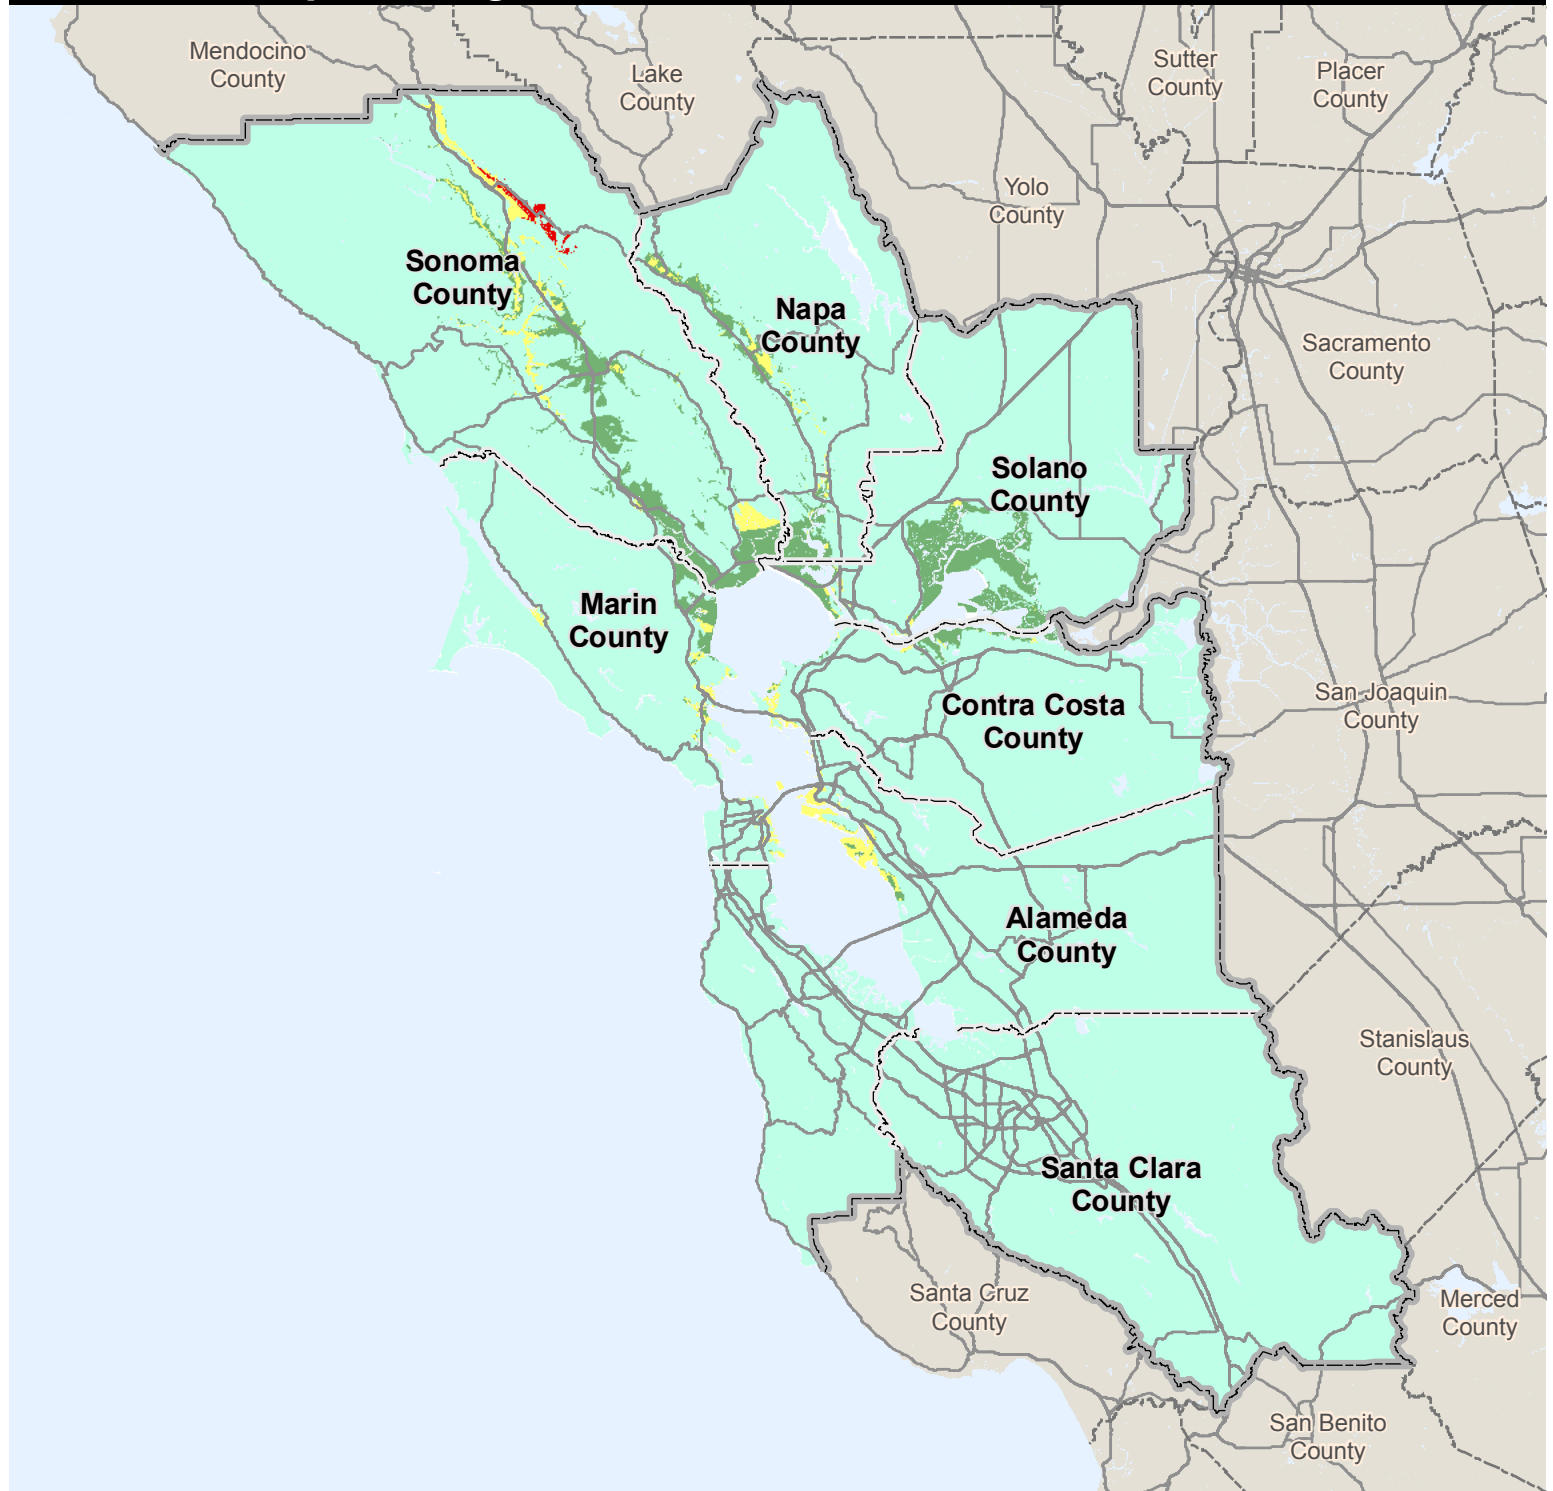 Mendocino
County
Lake
County
Sutter
County
Placer
County
Yolo
County
Sonoma
County
Napa
County
Sacramento
County
Solano
County
Marin
County
Contra Costa
County
San Joaquin
County
Alameda
County
Stanislaus
County
Santa Clara
County
Santa Cruz
County
Merced
County
San Benito
County